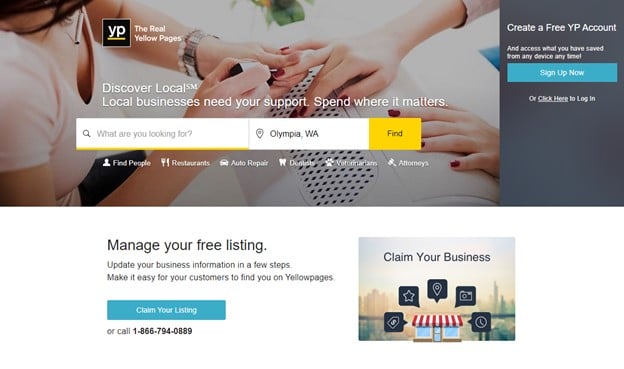 yp
The Real
Yellow Pages
Discover Local℠
Local businesses need your support. Spend where it matters.
What are you looking for?
Olympia, WA
Find
Find People
Restaurants
Auto Repair
Dentists
Veterinarians
Attorneys
Create a Free YP Account
And access what you have saved
from any device any time!
Sign Up Now
Or Click Here to Log In
Manage your free listing.
Update your business information in a few steps.
Make it easy for your customers to find you on Yellowpages.
Claim Your Listing
or call 1-866-794-0889
Claim Your Business